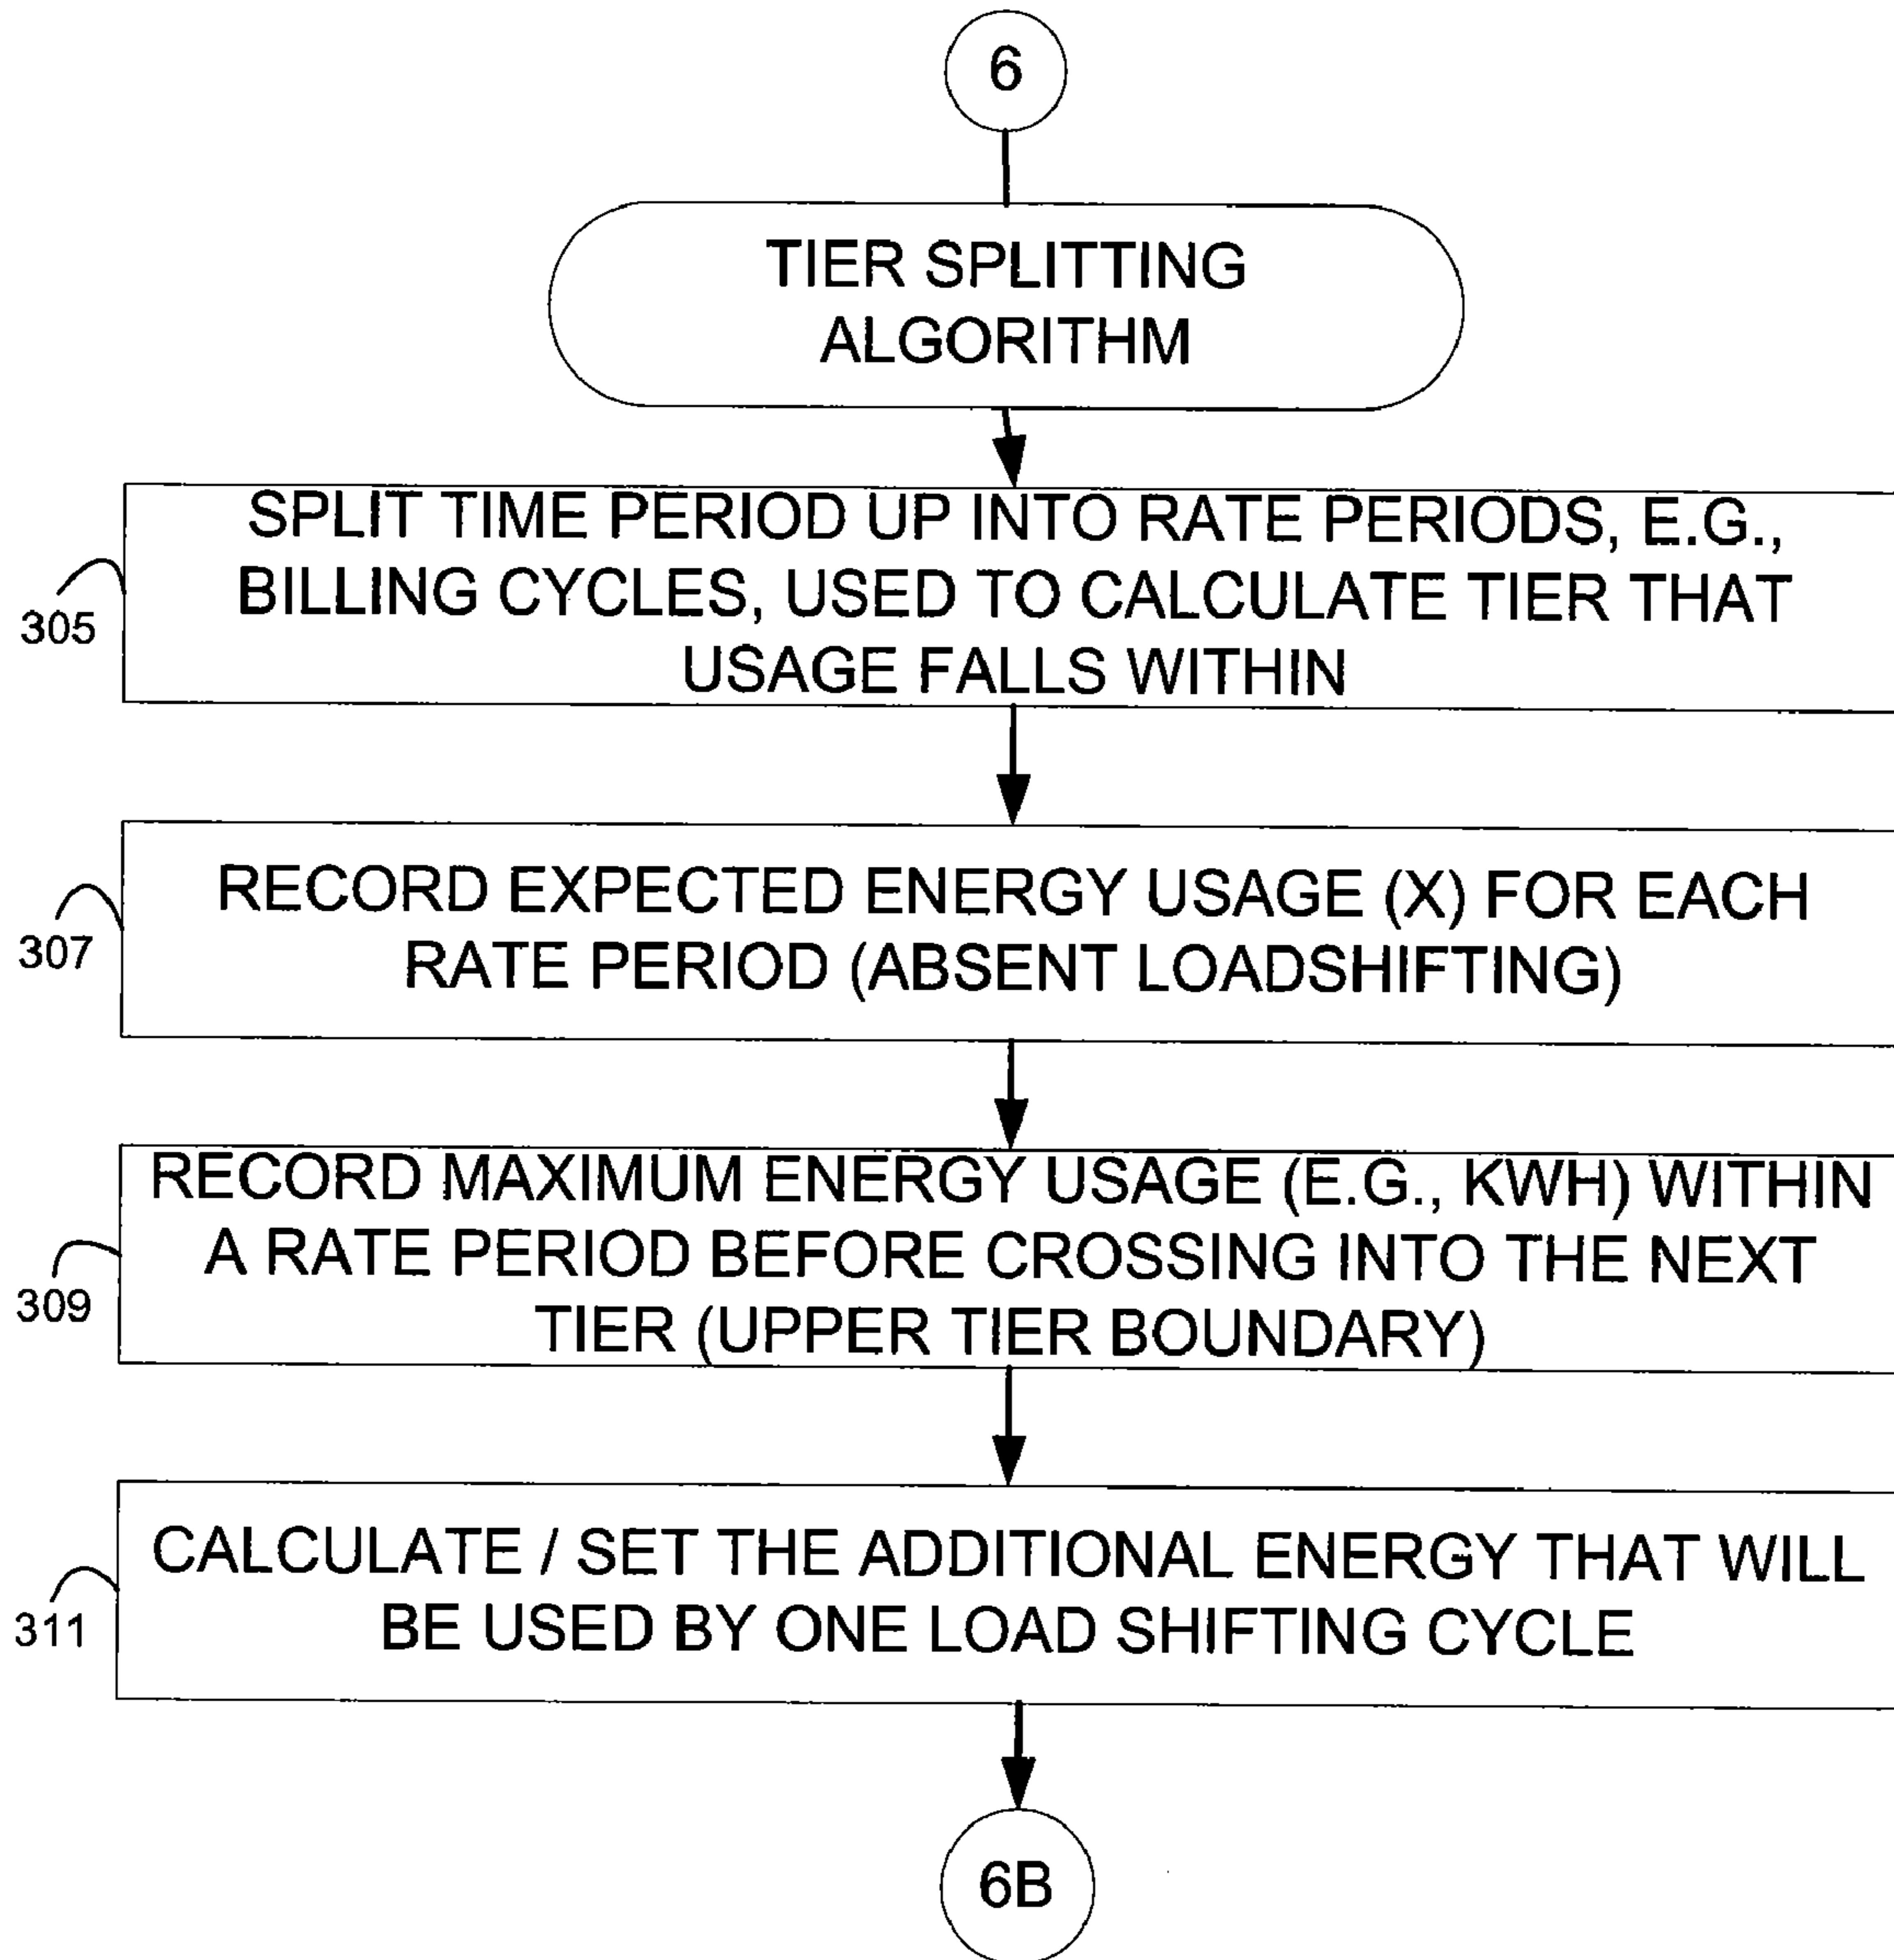 6
TIER SPLITTING
ALGORITHM
SPLIT TIME PERIOD UP INTO RATE PERIODS, E.G.,
BILLING CYCLES, USED TO CALCULATE TIER THAT
USAGE FALLS WITHIN
305
RECORD EXPECTED ENERGY USAGE (X) FOR EACH
RATE PERIOD (ABSENT LOADSHIFTING)
307
RECORD MAXIMUM ENERGY USAGE (E.G., KWH) WITHIN
A RATE PERIOD BEFORE CROSSING INTO THE NEXT
TIER (UPPER TIER BOUNDARY)
309
CALCULATE / SET THE ADDITIONAL ENERGY THAT WILL
BE USED BY ONE LOAD SHIFTING CYCLE
311
6B